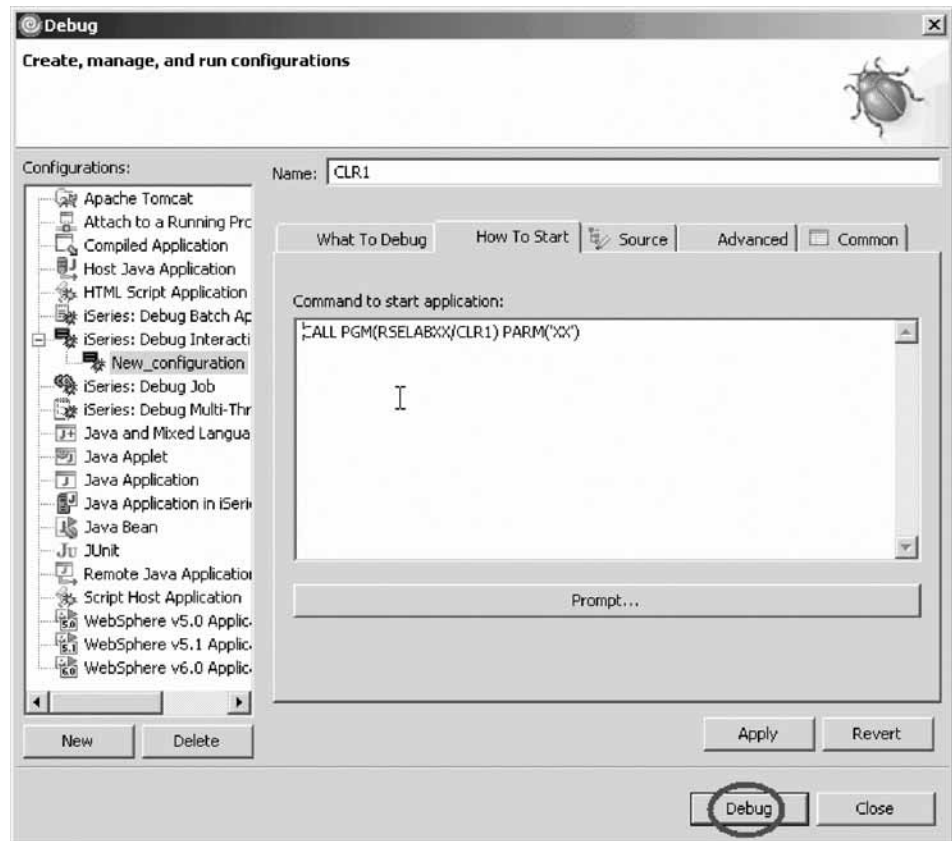 Debug
Create, manage, and run configurations
Configurations:
Apache Tomcat
Attach to a Running Prc
Compiled Application
Host Java Application
HTML Script Application
iSeries: Debug Batch Ap
iSeries: Debug Interacti
New_configuration
iSeries: Debug Job
iSeries: Debug Multi-Thr
Java and Mixed Langua
Java Applet
Java Application
Java Application in iSeri
Java Bean
JUnit
Remote Java Application
Script Host Application
WebSphere v5.0 Applic
WebSphere v5.1 Applic
WebSphere v6.0 Applic
New Delete
Name: CLR1
What To Debug How To Start Source Advanced Common
Command to start application:
CALL PGM(RSELABXX/CLR1) PARM('XX')
Prompt...
Apply Revert
Debug Close